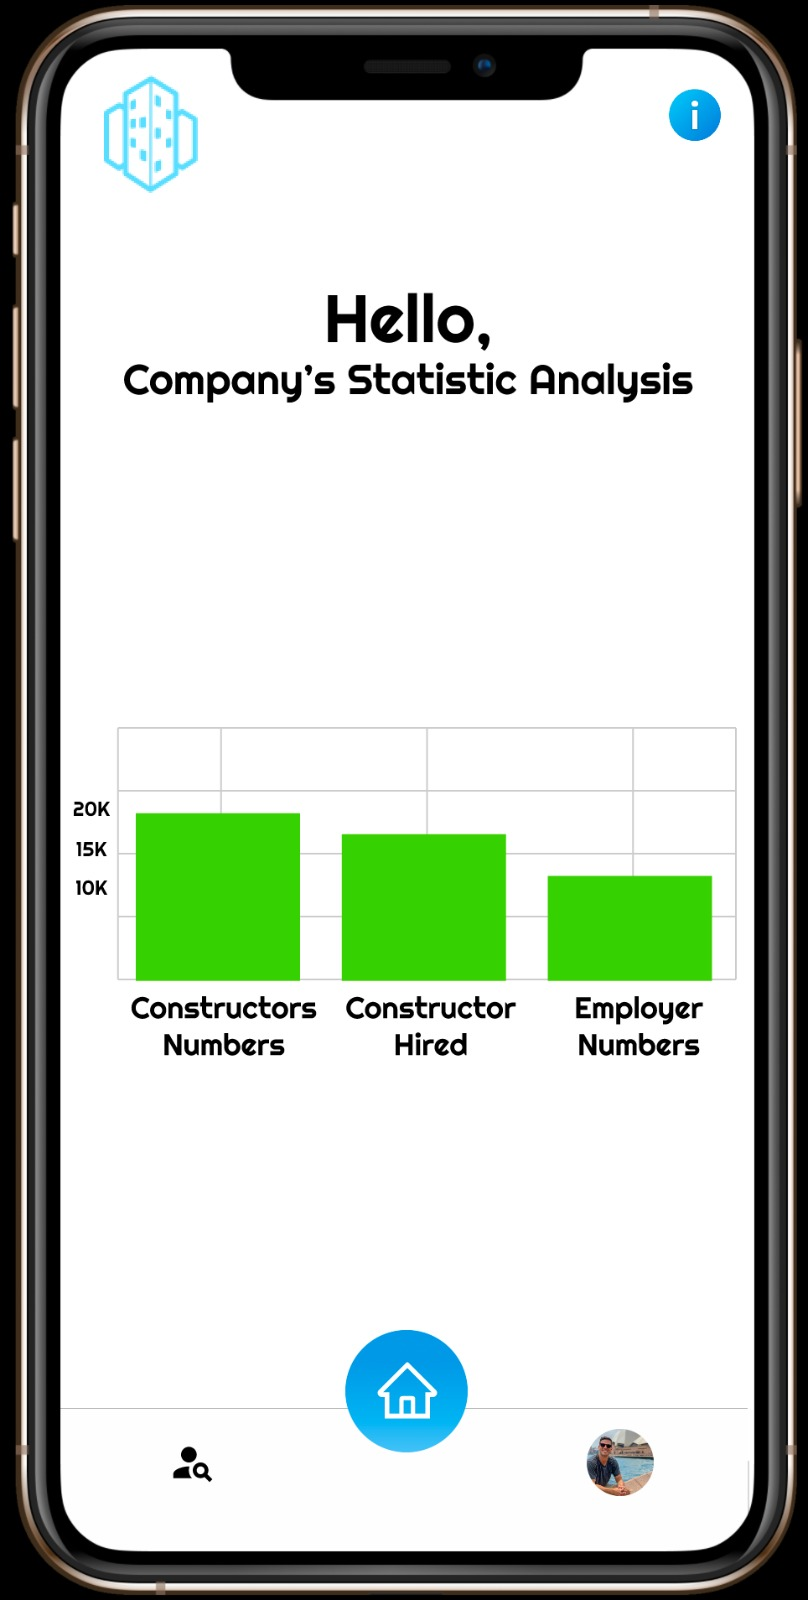 i
Hello,
Company's Statistic Analysis
20K
15K
10K
Constructors Constructor Employer
Numbers Hired Numbers